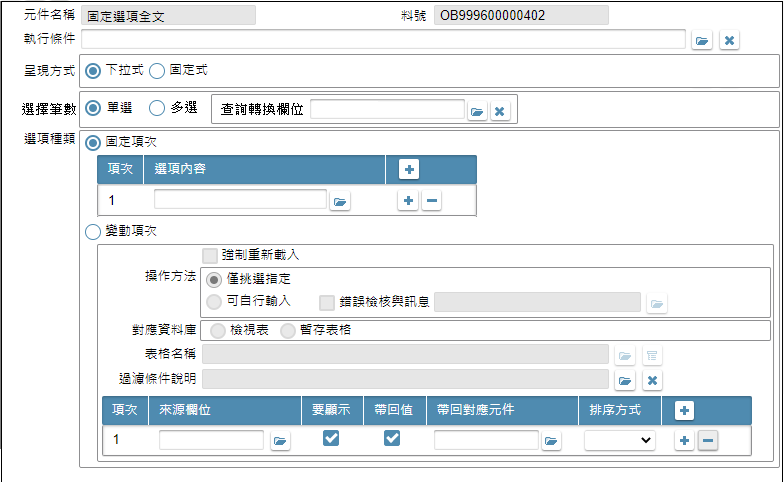 元件名稱 固定選項全文 料號 OB999600000402
執行條件
呈現方式 下拉式 固定式
選擇筆數 單選 多選 查詢轉換欄位
選項種類 固定項次
項次 選項內容
1
變動項次
強制重新載入
操作方法 僅挑選指定
可自行輸入 錯誤檢核與訊息
對應資料庫 檢視表 暫存表格
表格名稱
過濾條件說明
項次 來源欄位 要顯示 帶回值 帶回對應元件 排序方式
1